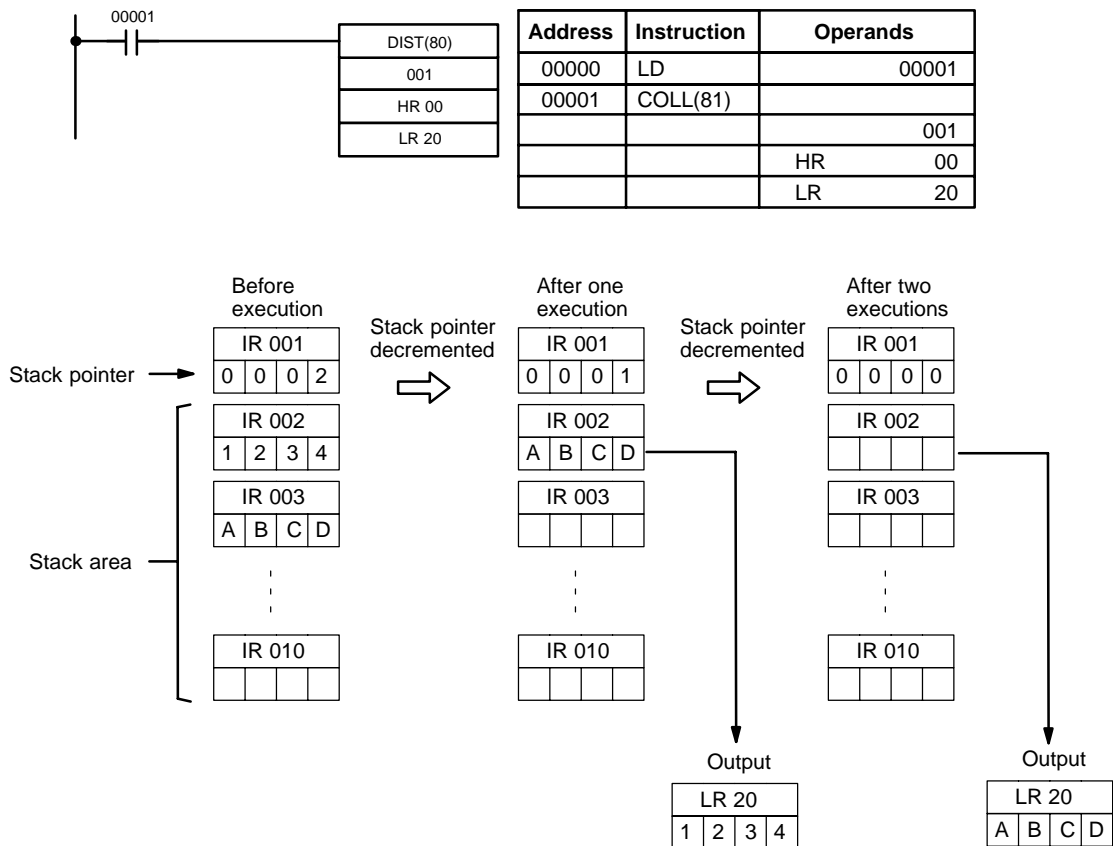 00001
DIST(80)
001
HR 00
LR 20
Address Instruction Operands
00000 LD 00001
00001 COLL(81)
001
HR 00
LR 20
Before
execution
After one
execution
After two
executions
Stack pointer
decremented
Stack pointer
decremented
Stack pointer
IR 001
0 0 0 2
IR 001
0 0 0 1
IR 001
0 0 0 0
IR 002
1 2 3 4
IR 002
A B C D
IR 002
IR 003
A B C D
IR 003
IR 003
Stack area
IR 010
IR 010
IR 010
Output
LR 20
1 2 3 4
Output
LR 20
A B C D